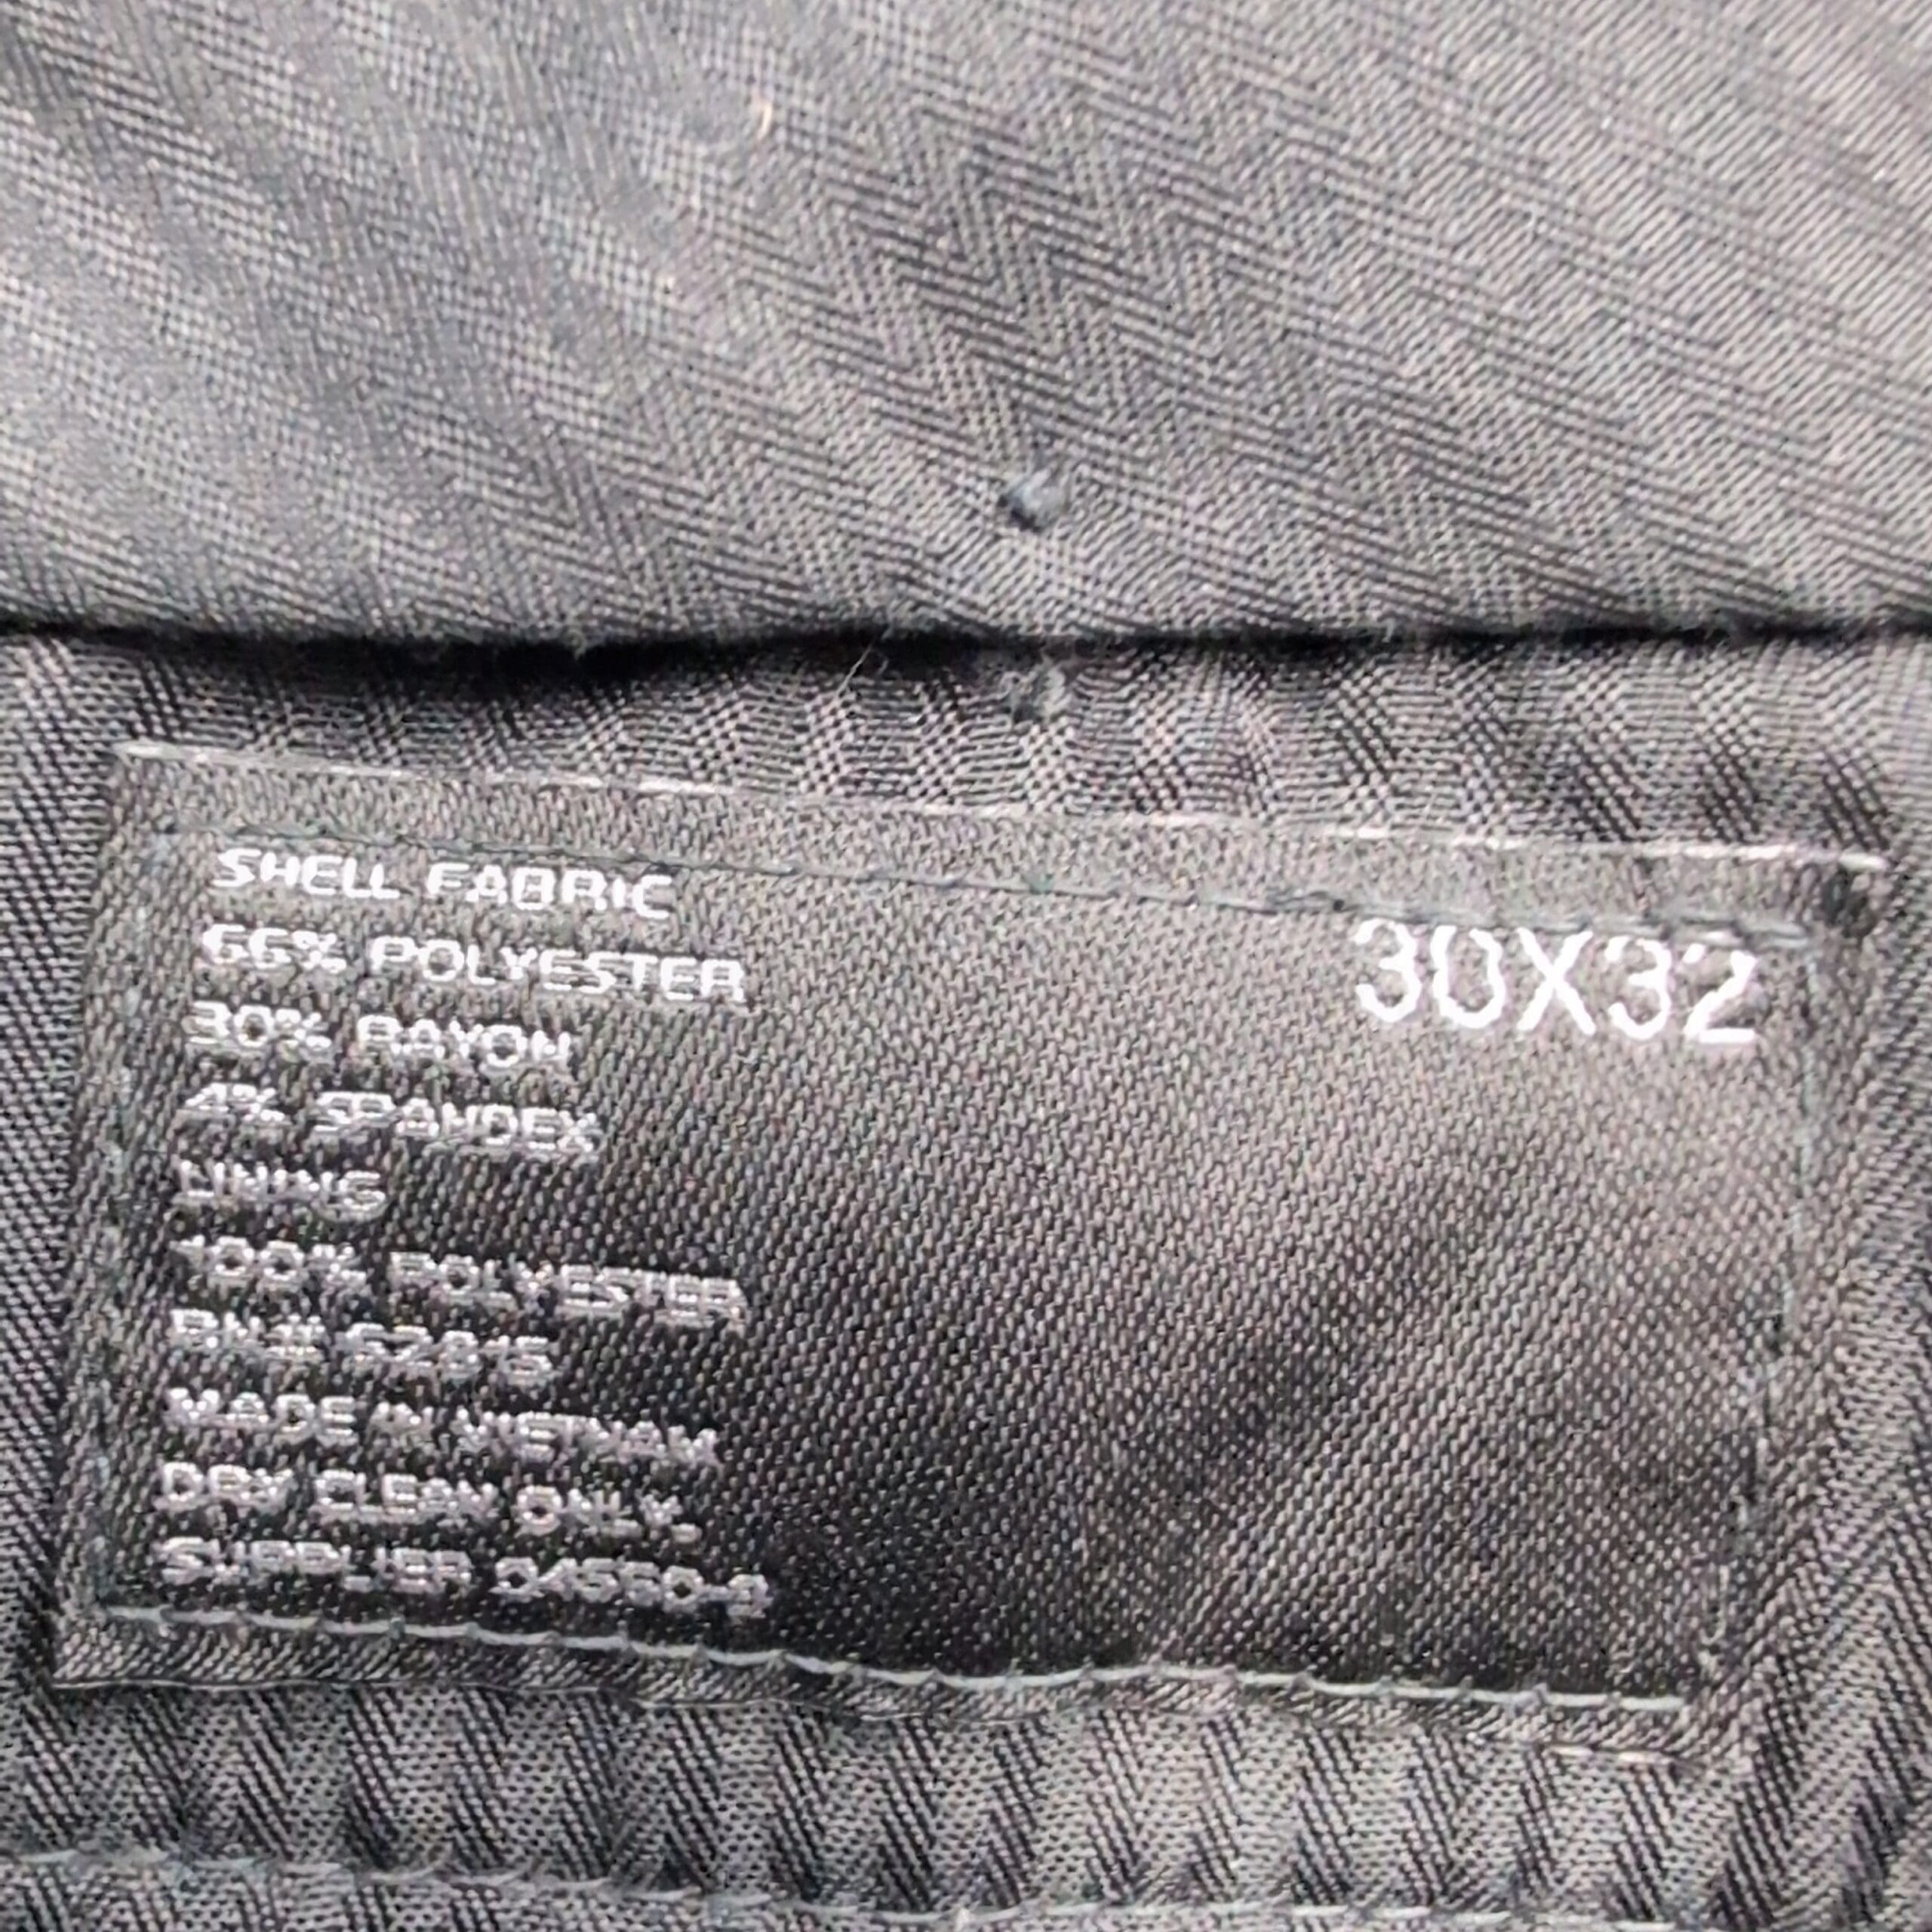 SHELL FABRIC
30X32
66% POLYESTER
30% RAYON
4% SPANDEX
LINING
100% POLYESTER
RN#
MADE IN VIETNAM
DRY CLEAN ONLY.
SUPPLIER